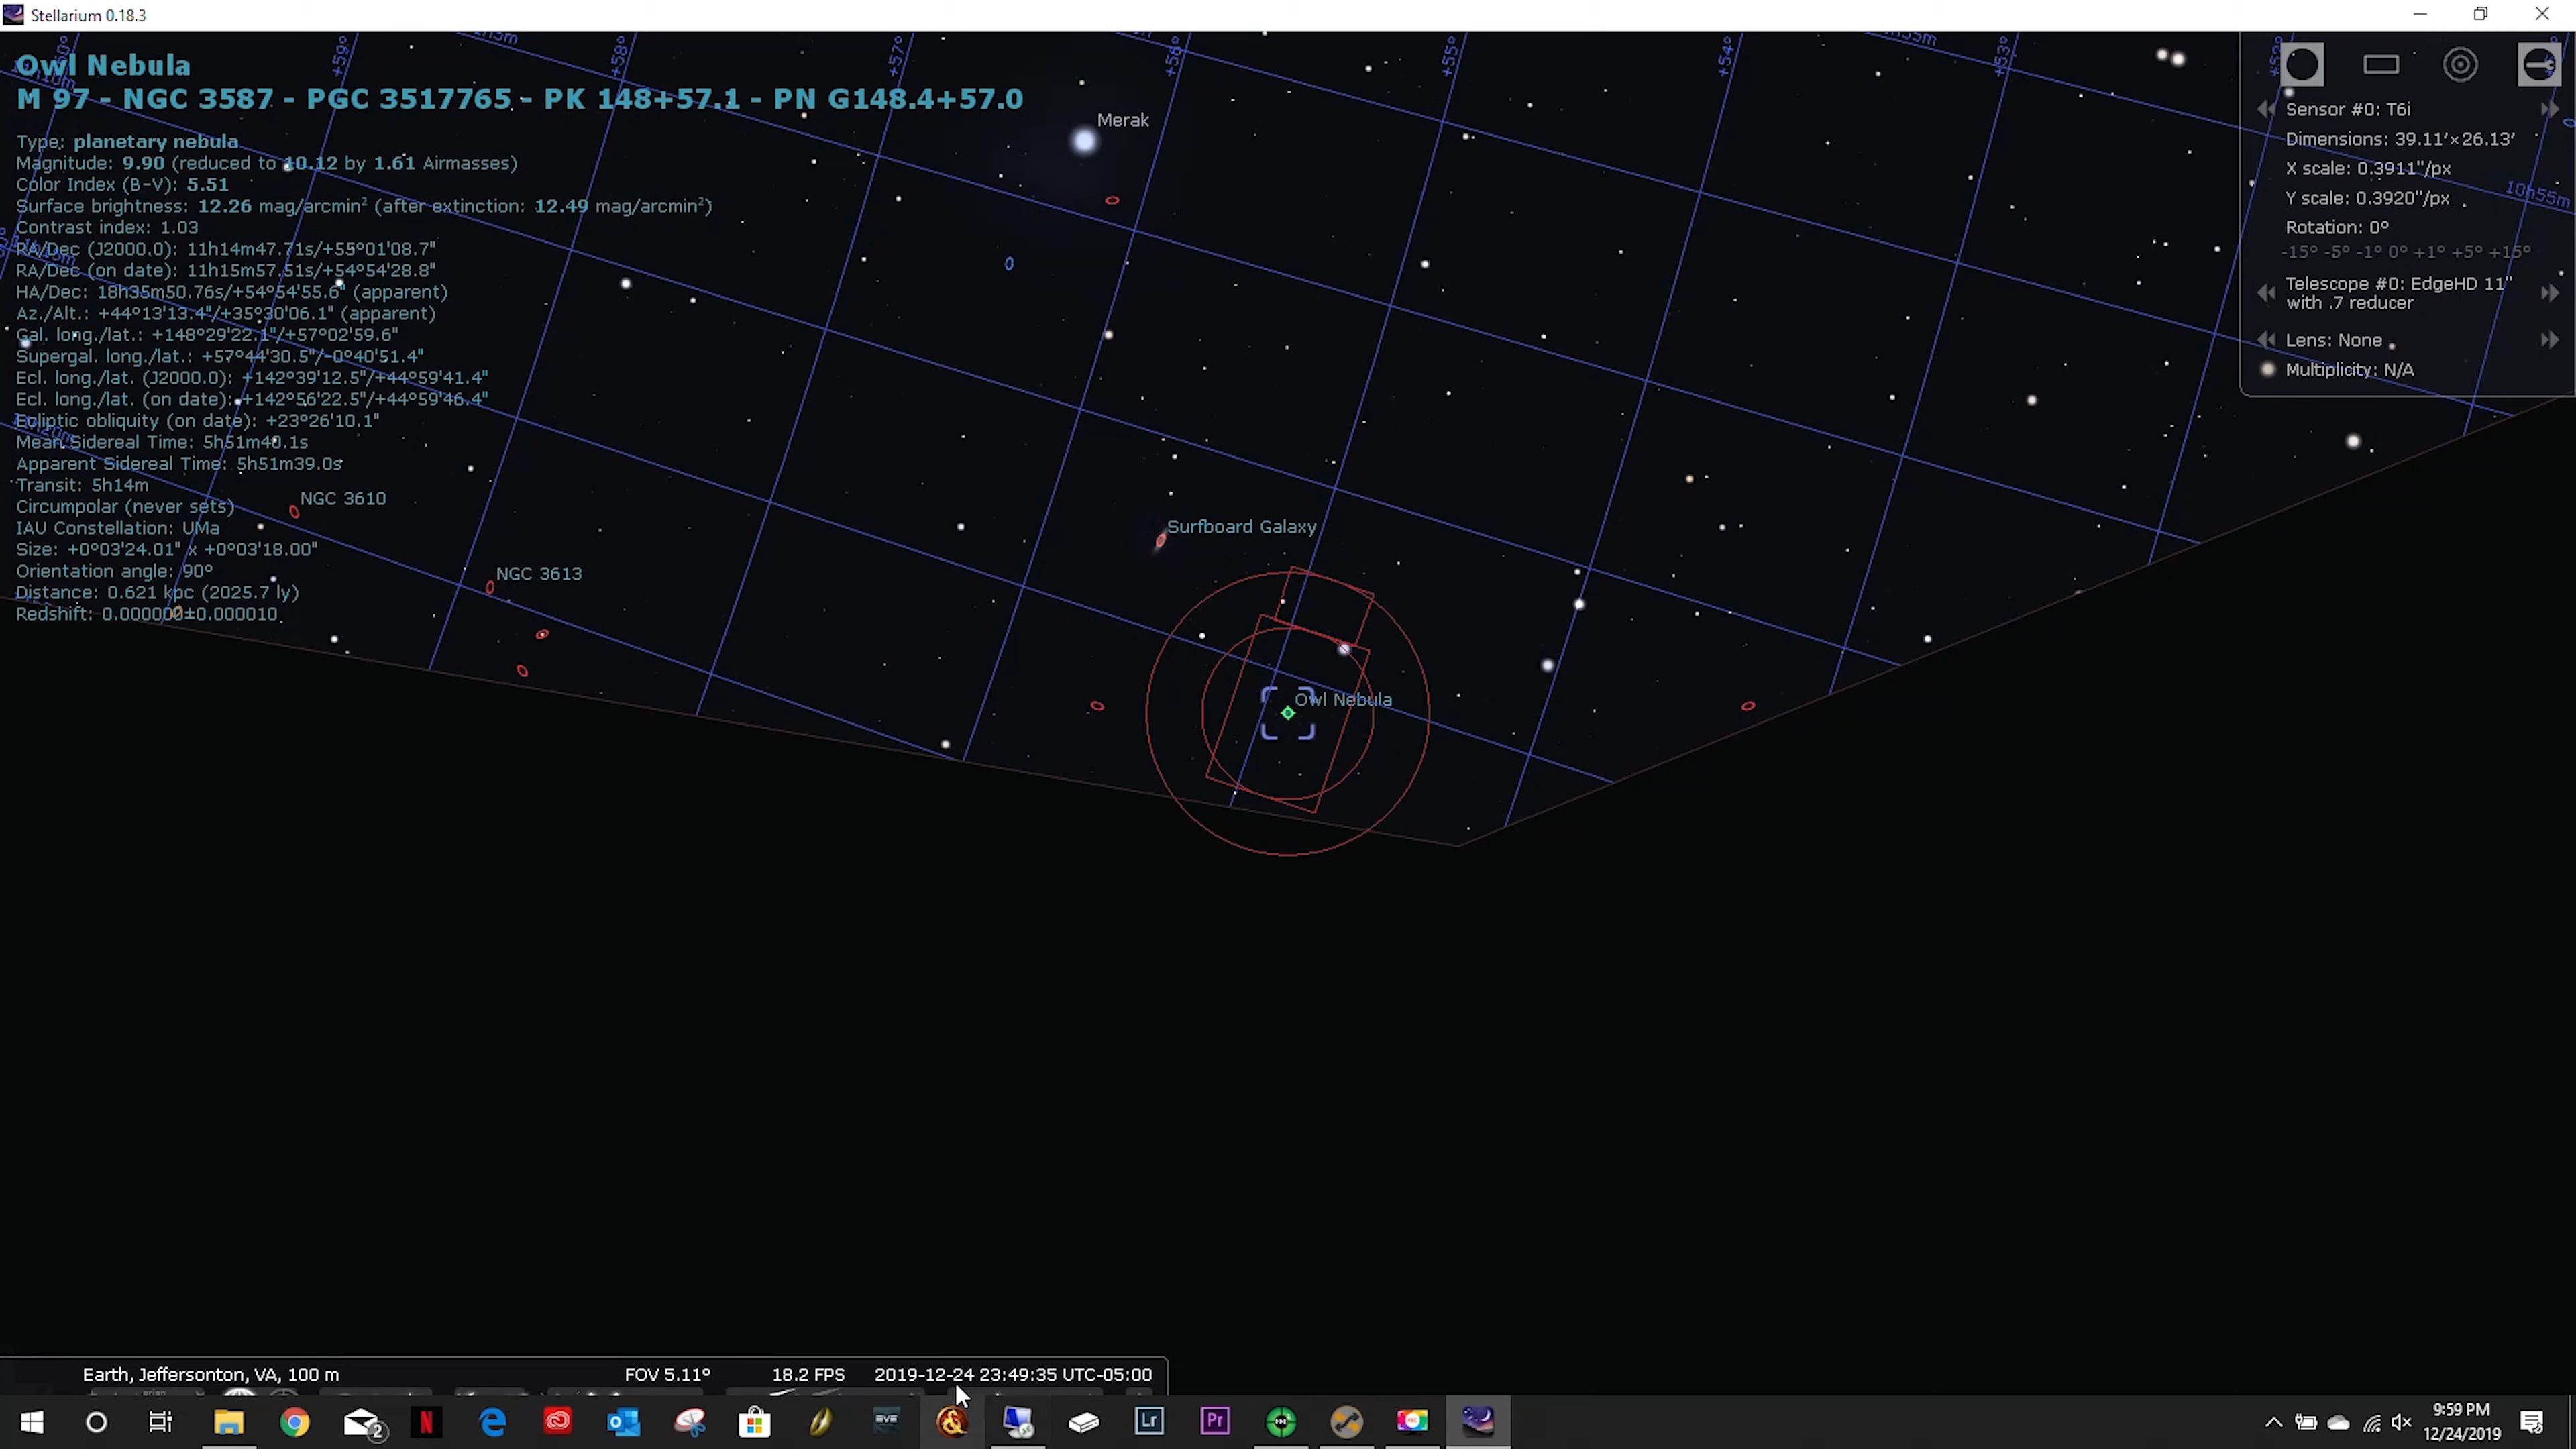 Stellarium 0.18.3
Owl Nebula
M 97 - NGC 3587 - PGC 3517765 - PK 148+57.1 - PN G148.4+57.0
Type: planetary nebula
Magnitude: 9.90 (reduced to 10.12 by 1.61 Airmasses)
Color Index (B-V): 5.51
Surface brightness: 12.26 mag/arcmin² (after extinction: 12.49 mag/arcmin²)
Contrast index: 1.03
RA/Dec (J2000.0): 11h14m47.71s/+55°01'08.7"
RA/Dec (on date): 11h15m57.51s/+54°54'28.8"
HA/Dec: 18h35m50.76s/+54°54'55.6" (apparent)
Az./Alt.: +44°13'13.4"/+35°30'06.1" (apparent)
Gal. long./lat.: +148°29'22.1"/+57°02'59.6"
Supergal. long./lat.: +57°44'30.5"/-0°40'51.4"
Ecl. long./lat. (J2000.0): +142°39'12.5"/+44°59'41.4"
Ecl. long./lat. (on date): +142°56'22.5"/+44°59'46.4"
Ecliptic obliquity (on date): +23°26'10.1"
Mean Sidereal Time: 5h51m40.1s
Apparent Sidereal Time: 5h51m39.0s
Transit: 5h14m
Circumpolar (never sets)
IAU Constellation: UMa
Size: +0°03'24.01" x +0°03'18.00"
Orientation angle: 90°
Distance: 0.621 kpc (2025.7 ly)
Redshift: 0.000000±0.000010
+59°
+58°
+57°
+56°
+55°
+54°
+53°
10h55m
Merak
NGC 3610
NGC 3613
Surfboard Galaxy
Owl Nebula
Sensor #0: T6i
Dimensions: 39.11′×26.13′
X scale: 0.3911"/px
Y scale: 0.3920"/px
Rotation: 0°
-15° -5° -1° 0° +1° +5° +15°
Telescope #0: EdgeHD 11"
with .7 reducer
Lens: None
Multiplicity: N/A
Earth, Jeffersonton, VA, 100 m
FOV 5.11°
18.2 FPS
2019-12-24 23:49:35 UTC-05:00
2
N
EVE
Lr
Pr
9:59 PM
12/24/2019